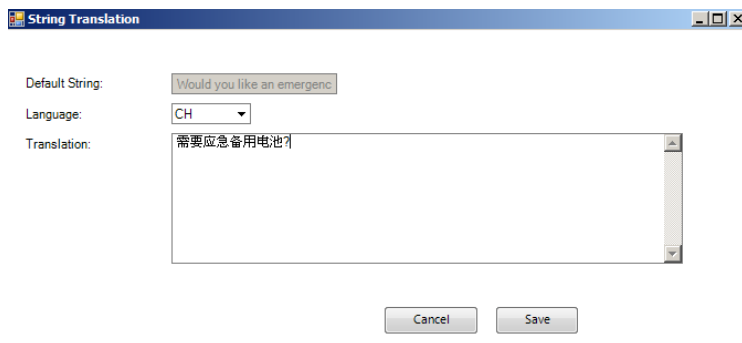 String Translation
Default String:
Would you like an emergenc
Language:
CH
Translation:
需要应急备用电池?
Cancel
Save